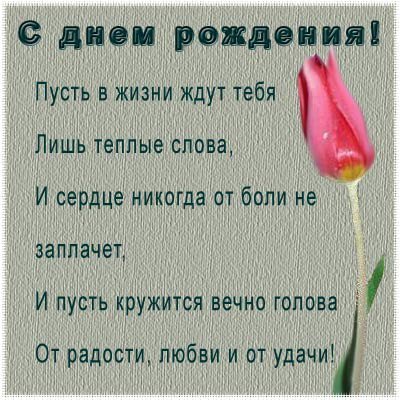 С днем рождения!
Пусть в жизни ждут тебя
Лишь теплые слова,
И сердце никогда от боли не
заплачет,
И пусть кружится вечно голова
От радости, любви и от удачи!